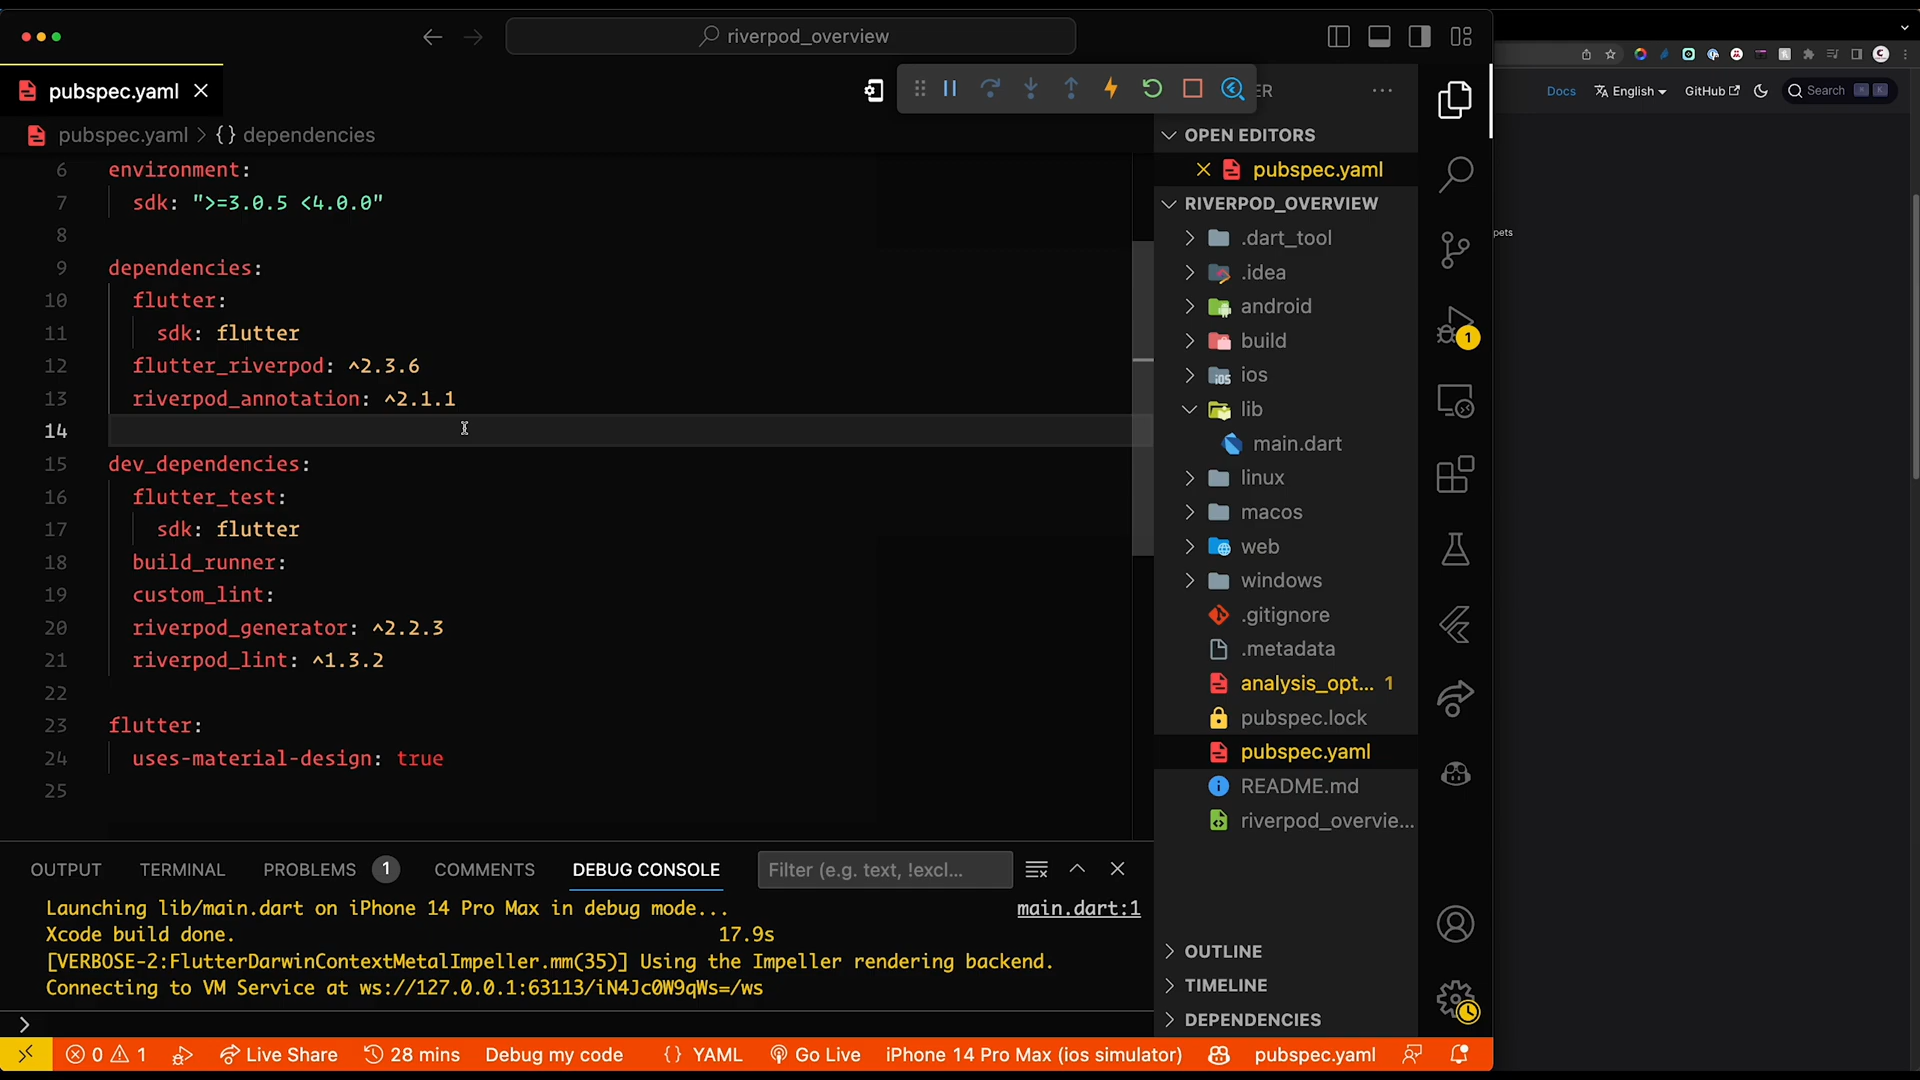 riverpod_overview
pubspec.yaml
ER
Docs
English
GitHub
Search
pubspec.yaml > {} dependencies
6 environment:
7 sdk: ">=3.0.5 <4.0.0"
8
9 dependencies:
10 flutter:
11 sdk: flutter
12 flutter_riverpod: ^2.3.6
13 riverpod_annotation: ^2.1.1
14
15 dev_dependencies:
16 flutter_test:
17 sdk: flutter
18 build_runner:
19 custom_lint:
20 riverpod_generator: ^2.2.3
21 riverpod_lint: ^1.3.2
22
23 flutter:
24 uses-material-design: true
25
OPEN EDITORS
pubspec.yaml
RIVERPOD_OVERVIEW
.dart_tool
.idea
android
build
ios
lib
main.dart
linux
macos
web
windows
.gitignore
.metadata
analysis_opt... 1
pubspec.lock
pubspec.yaml
README.md
riverpod_overvie...
OUTLINE
TIMELINE
DEPENDENCIES
1
pets
OUTPUT
TERMINAL
PROBLEMS 1
COMMENTS
DEBUG CONSOLE
Filter (e.g. text, !excl...
Launching lib/main.dart on iPhone 14 Pro Max in debug mode... main.dart:1
Xcode build done. 17.9s
[VERBOSE-2:FlutterDarwinContextMetalImpeller.mm(35)] Using the Impeller rendering backend.
Connecting to VM Service at ws://127.0.0.1:63113/iN4Jc0W9qWs=/ws
0 1 Live Share 28 mins Debug my code {} YAML Go Live iPhone 14 Pro Max (ios simulator) pubspec.yaml